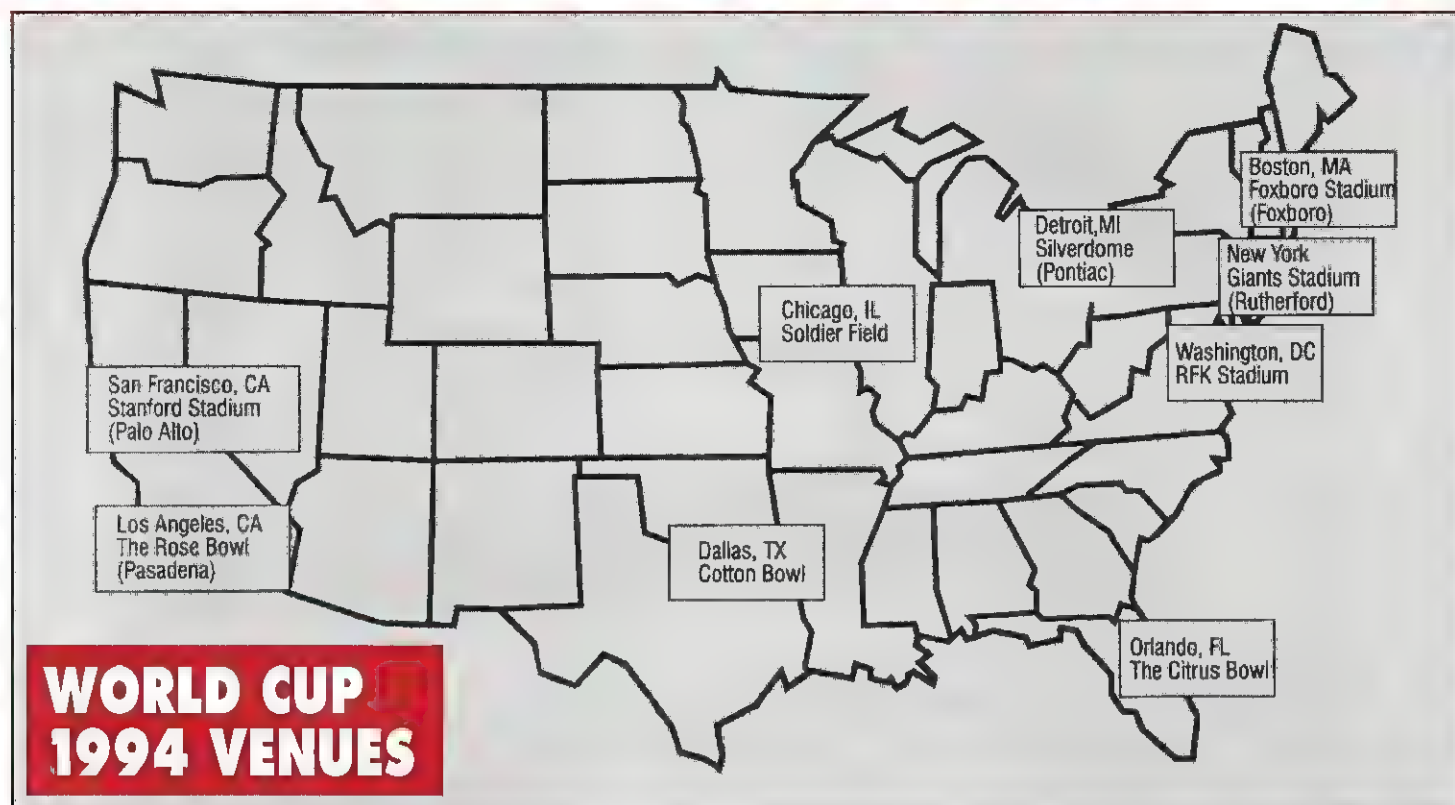 Boston, MA
Foxboro Stadium
(Foxboro)
Detroit,MI
Silverdome
(Pontiac)
New York
Giants Stadium
(Rutherford)
Chicago, IL
Soldier Field
Washington, DC
RFK Stadium
San Francisco, CA
Stanford Stadium
(Palo Alto)
Los Angeles, CA
The Rose Bowl
(Pasadena)
Dallas, TX
Cotton Bowl
Orlando, FL
The Citrus Bowl
WORLD CUP
1994 VENUES